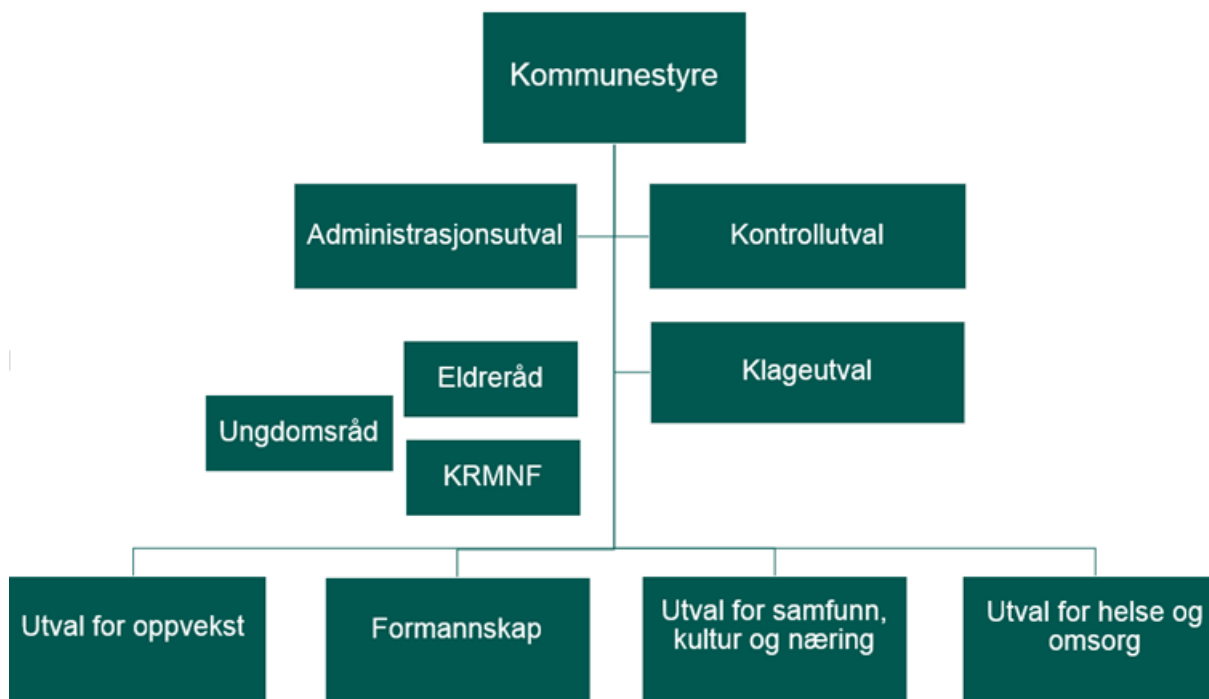 Kommunestyre
Administrasjonsutval
Kontrollutval
Eldreråd
Klageutval
Ungdomsråd
KRMNF
Utval for oppvekst
Formannskap
Utval for samfunn,
kultur og næring
Utval for helse og
omsorg